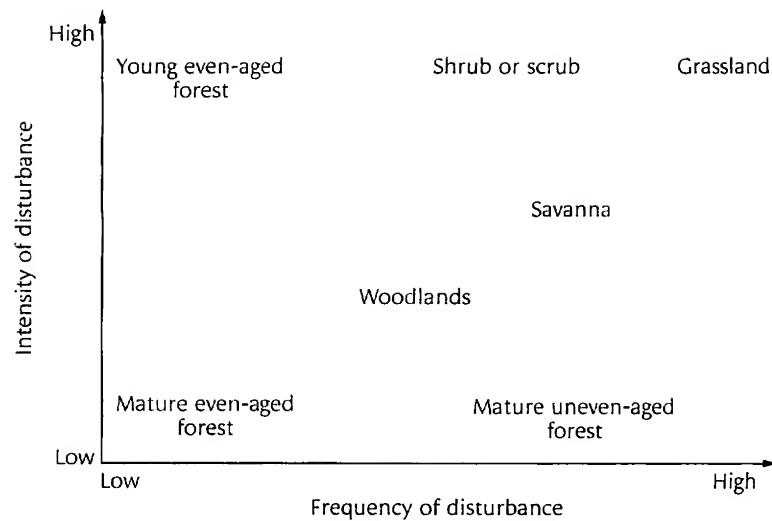 High
Young even-aged
forest
Shrub or scrub
Grassland
Savanna
Woodlands
Intensity of disturbance
Mature even-aged
forest
Mature uneven-aged
forest
Low
Low
High
Frequency of disturbance